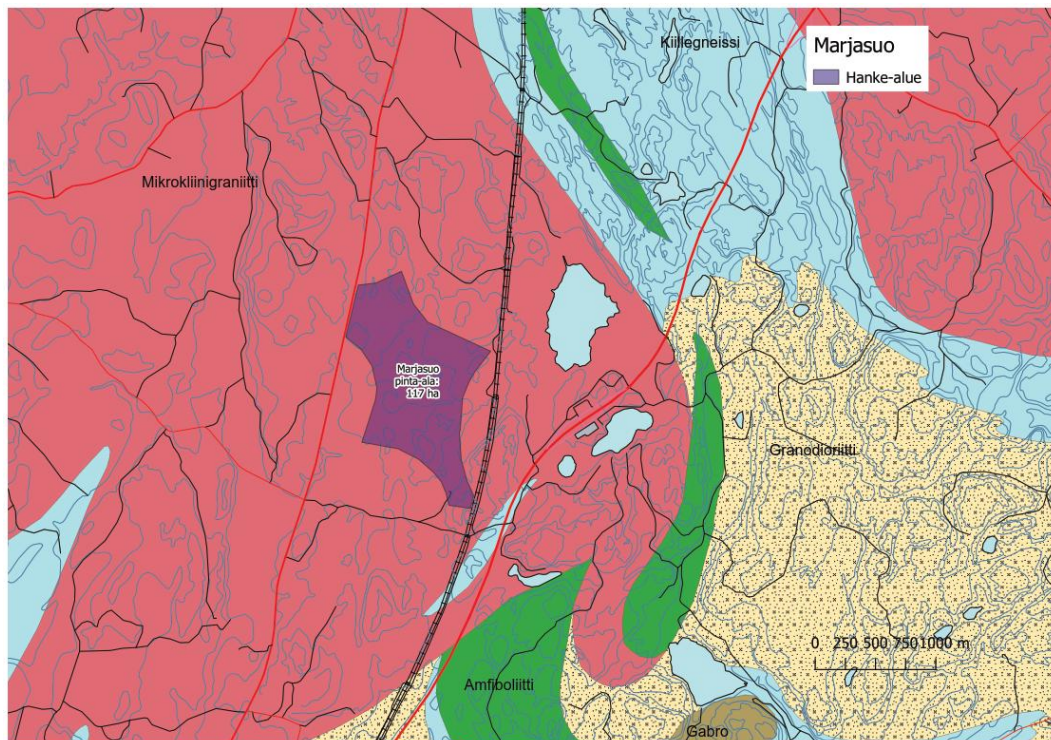 Kiillegneissi
Marjasuo
Hanke-alue
Mikrokliinigraniitti
Marjasuo
pinta-ala:
117 ha
Granodioriitti
0 250 500 750 1000 m
Amfiboliitti
Gabro